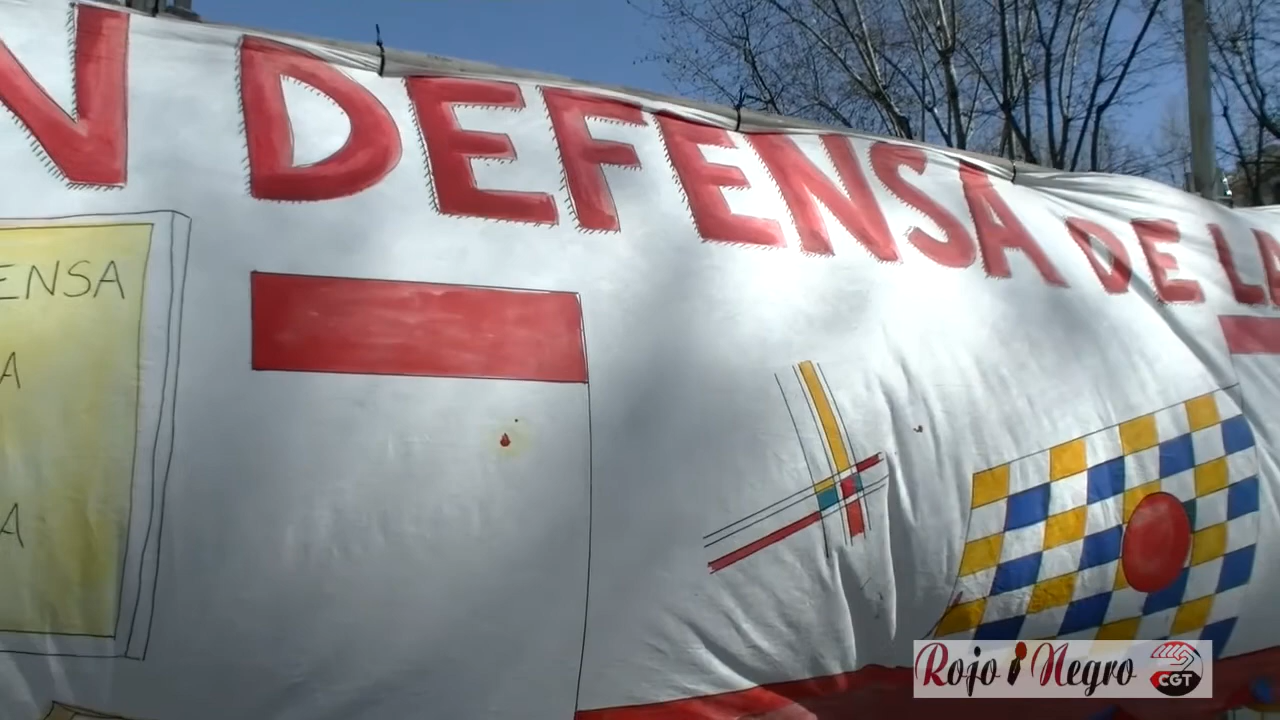 N DEFENSA DE LA
ENSA
A
A
Rojo i Negro
CGT